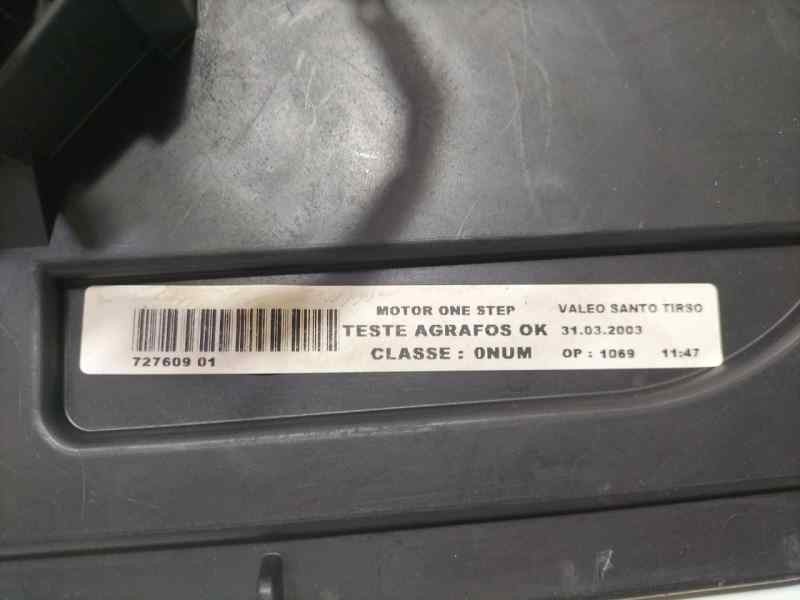 727609 01
MOTOR ONE STEP
TESTE AGRAFOS OK
CLASSE : 0NUM
VALEO SANTO TIRSO
31.03.2003
OP : 1069 11:47